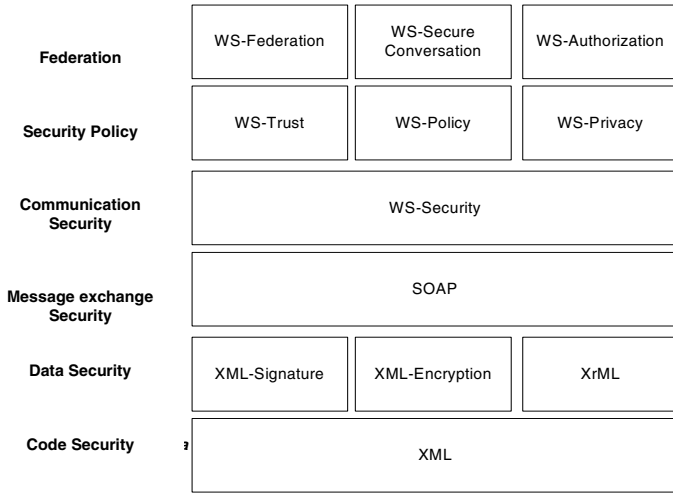 Federation
WS-Federation
WS-Secure
Conversation
WS-Authorization
Security Policy
WS-Trust
WS-Policy
WS-Privacy
Communication
Security
WS-Security
Message exchange
Security
SOAP
Data Security
XML-Signature
XML-Encryption
XrML
Code Security
a
XML